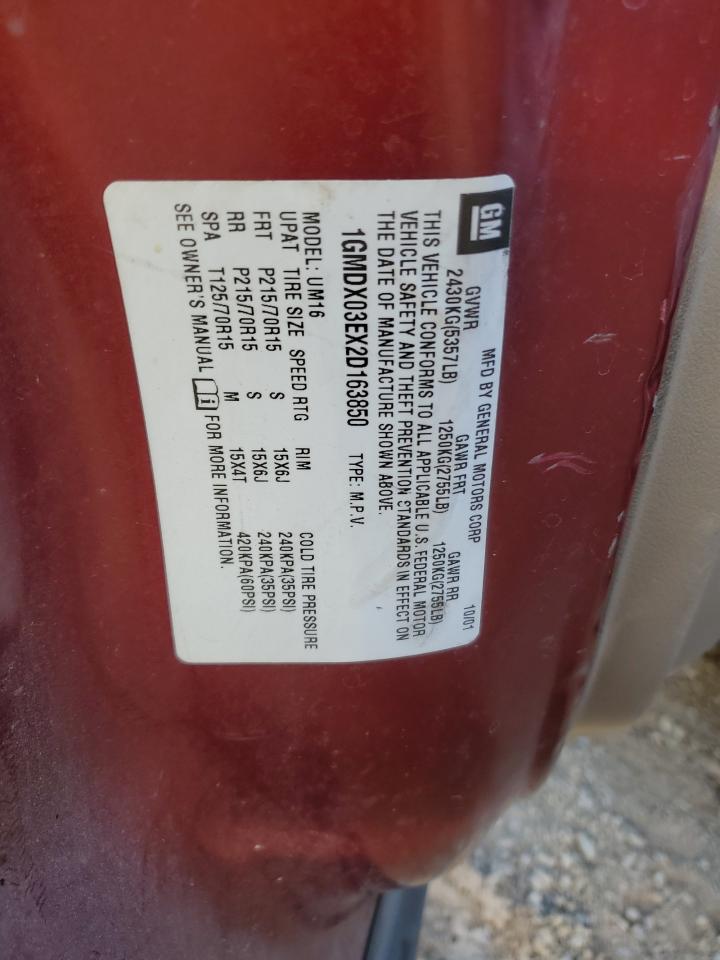 GM MFD BY GENERAL MOTORS CORP 10/01
GVWR GAWR FRT GAWR RR
2430KG(5357LB) 1250KG(2755LB) 1250KG(2755LB)
THIS VEHICLE CONFORMS TO ALL APPLICABLE U.S. FEDERAL MOTOR
VEHICLE SAFETY AND THEFT PREVENTION STANDARDS IN EFFECT ON
THE DATE OF MANUFACTURE SHOWN ABOVE.
1GMDX03EX2D163850 TYPE: M.P.V.
MODEL: UM16
UPAT TIRE SIZE SPEED RTG RIM COLD TIRE PRESSURE
FRT P215/70R15 S 15X6J 240KPA(35PSI)
RR P215/70R15 S 15X6J 240KPA(35PSI)
SPA T125/70R15 M 15X4T 420KPA(60PSI)
SEE OWNER'S MANUAL FOR MORE INFORMATION.